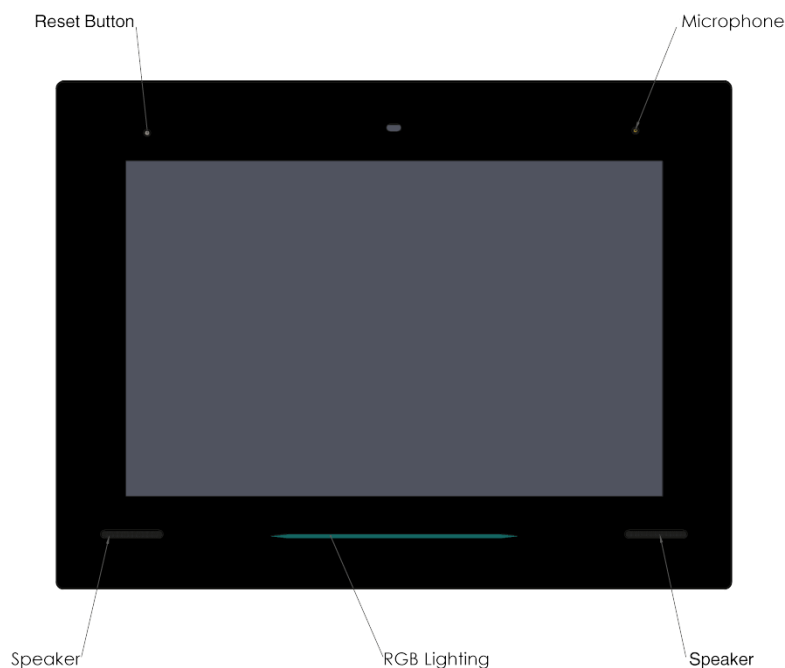 Reset Button
Microphone
Speaker
RGB Lighting
Speaker